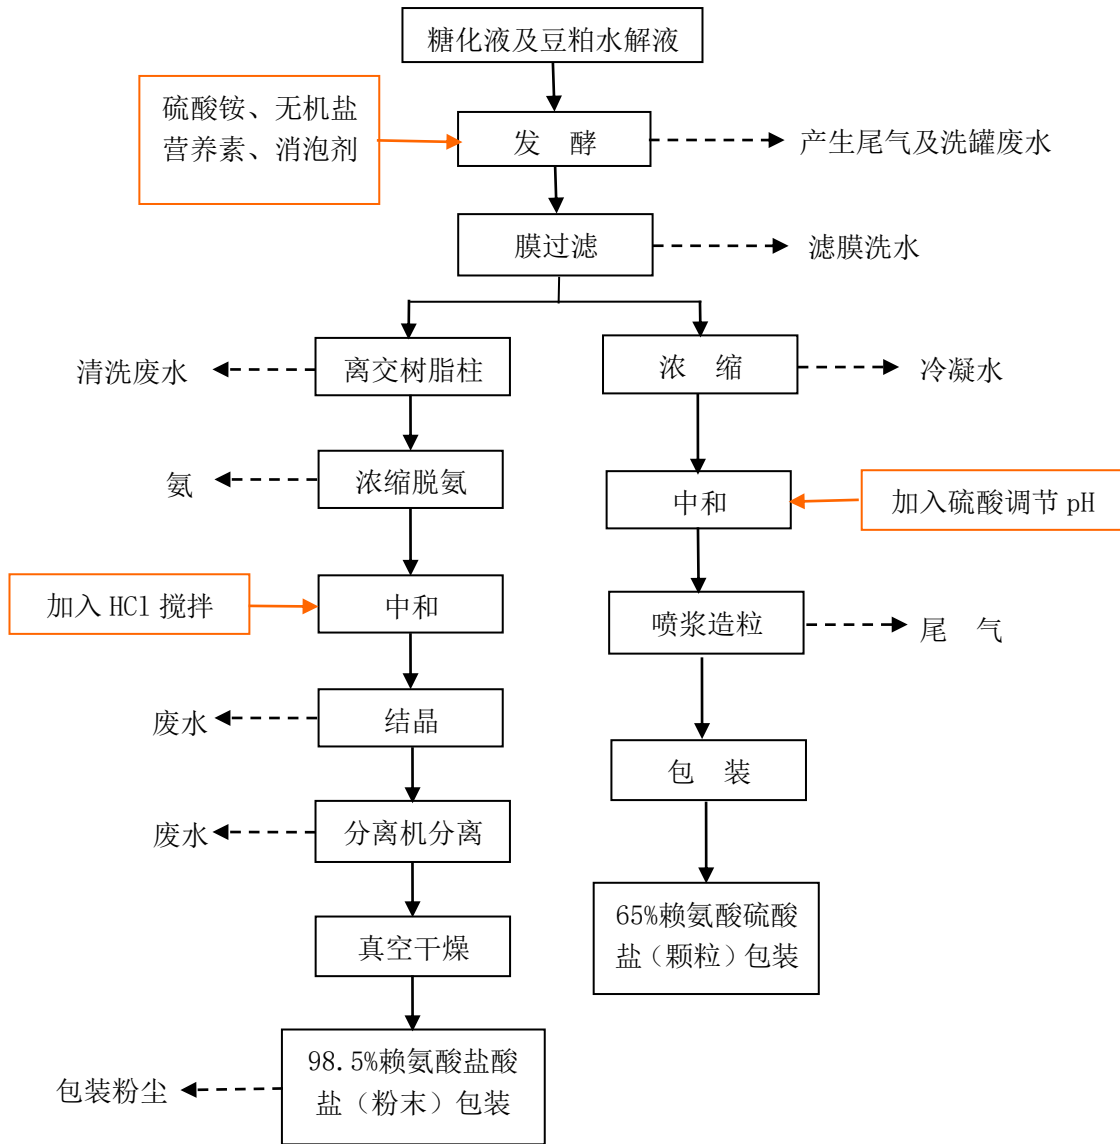 糖化液及豆粕水解液
硫酸铵、无机盐
营养素、消泡剂
发 酵
产生尾气及洗罐废水
膜过滤
滤膜洗水
清洗废水
离交树脂柱
浓 缩
冷凝水
氨
浓缩脱氨
中和
加入硫酸调节 pH
加入 HCl 搅拌
中和
喷浆造粒
尾 气
废水
结晶
包 装
废水
分离机分离
65%赖氨酸硫酸
盐（颗粒）包装
真空干燥
98.5%赖氨酸盐酸
盐（粉末）包装
包装粉尘